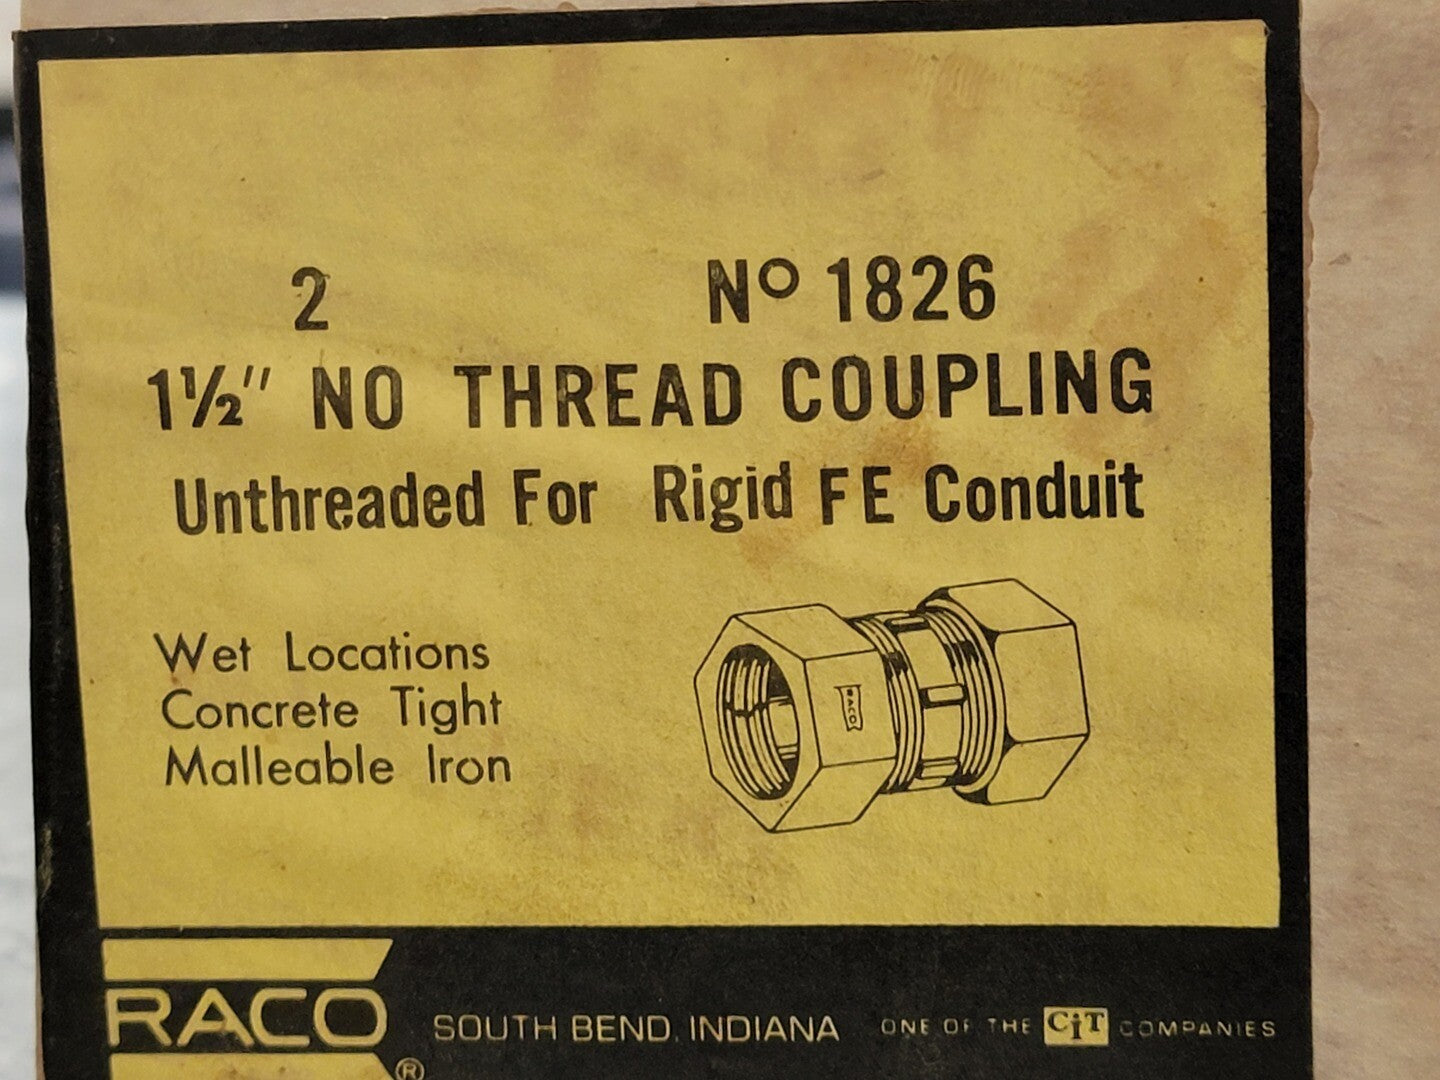 2 Nº 1826
1½" NO THREAD COUPLING
Unthreaded For Rigid FE Conduit
Wet Locations
Concrete Tight
Malleable Iron
RACO
RACO ®
SOUTH BEND, INDIANA ONE OF THE CiT COMPANIES